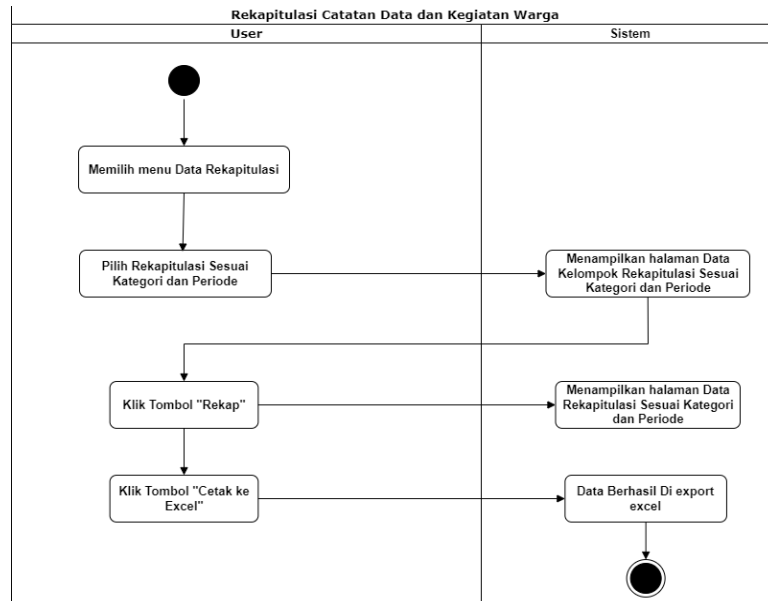 Rekapitulasi Catatan Data dan Kegiatan Warga
User
Sistem
Memilih menu Data Rekapitulasi
Pilih Rekapitulasi Sesuai
Kategori dan Periode
Menampilkan halaman Data
Kelompok Rekapitulasi Sesuai
Kategori dan Periode
Klik Tombol "Rekap"
Menampilkan halaman Data
Rekapitulasi Sesuai Kategori
dan Periode
Klik Tombol "Cetak ke
Excel"
Data Berhasil Di export
excel